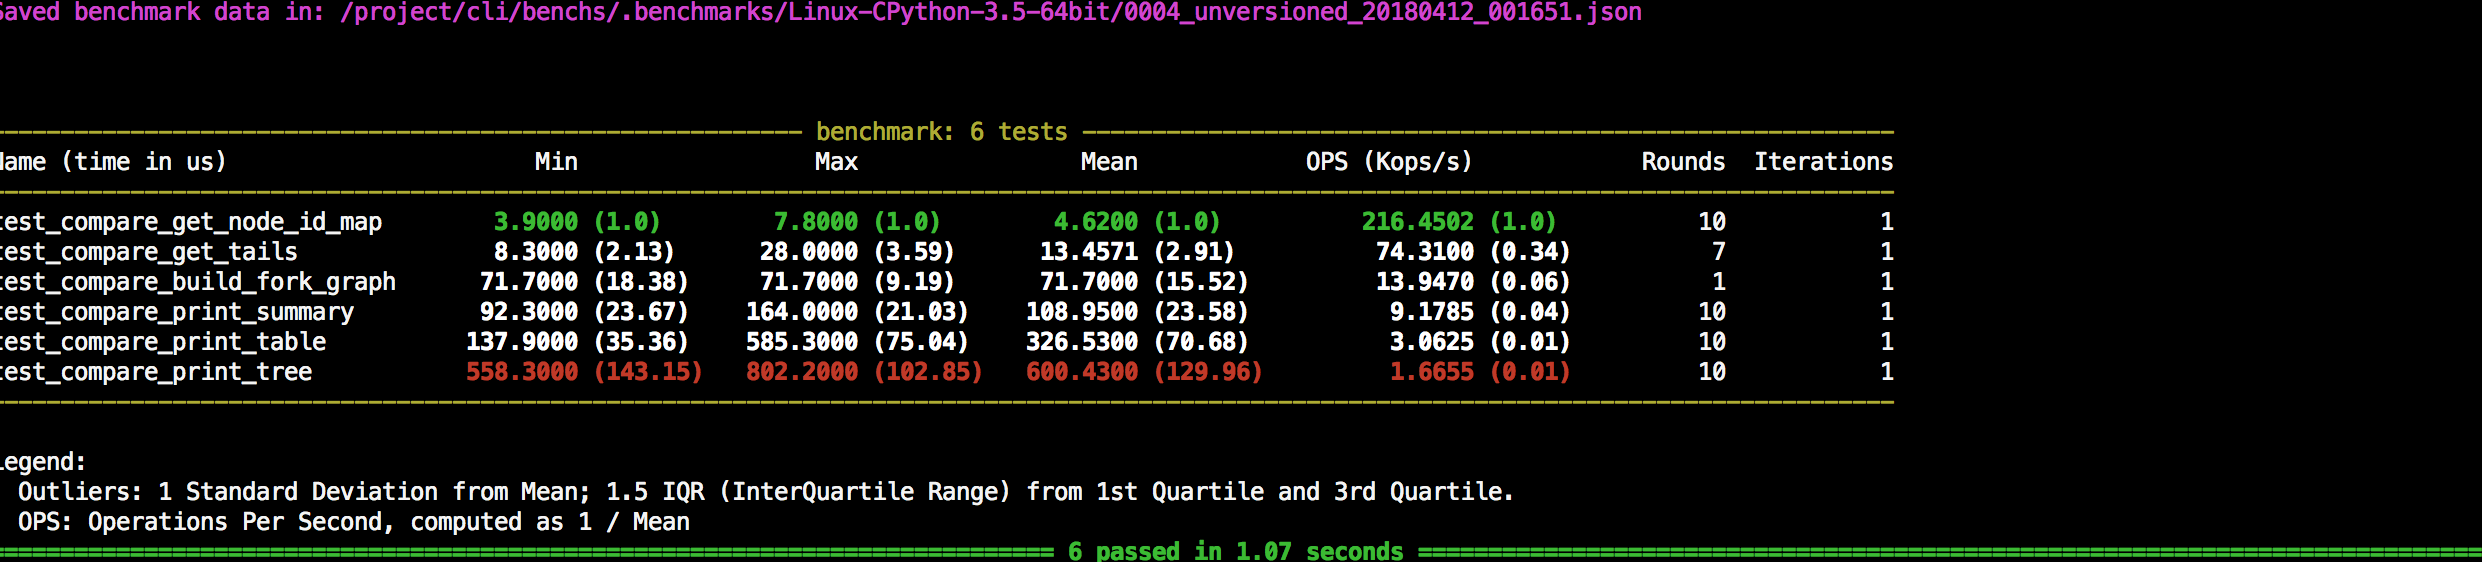 Saved benchmark data in: /project/cli/benchs/.benchmarks/Linux-CPython-3.5-64bit/0004_unversioned_20180412_001651.json
benchmark: 6 tests
Name (time in us) Min Max Mean OPS (Kops/s) Rounds Iterations
test_compare_get_node_id_map 3.9000 (1.0) 7.8000 (1.0) 4.6200 (1.0) 216.4502 (1.0) 10 1
test_compare_get_tails 8.3000 (2.13) 28.0000 (3.59) 13.4571 (2.91) 74.3100 (0.34) 7 1
test_compare_build_fork_graph 71.7000 (18.38) 71.7000 (9.19) 71.7000 (15.52) 13.9470 (0.06) 1 1
test_compare_print_summary 92.3000 (23.67) 164.0000 (21.03) 108.9500 (23.58) 9.1785 (0.04) 10 1
test_compare_print_table 137.9000 (35.36) 585.3000 (75.04) 326.5300 (70.68) 3.0625 (0.01) 10 1
test_compare_print_tree 558.3000 (143.15) 802.2000 (102.85) 600.4300 (129.96) 1.6655 (0.01) 10 1
Legend:
Outliers: 1 Standard Deviation from Mean; 1.5 IQR (InterQuartile Range) from 1st Quartile and 3rd Quartile.
OPS: Operations Per Second, computed as 1 / Mean
6 passed in 1.07 seconds